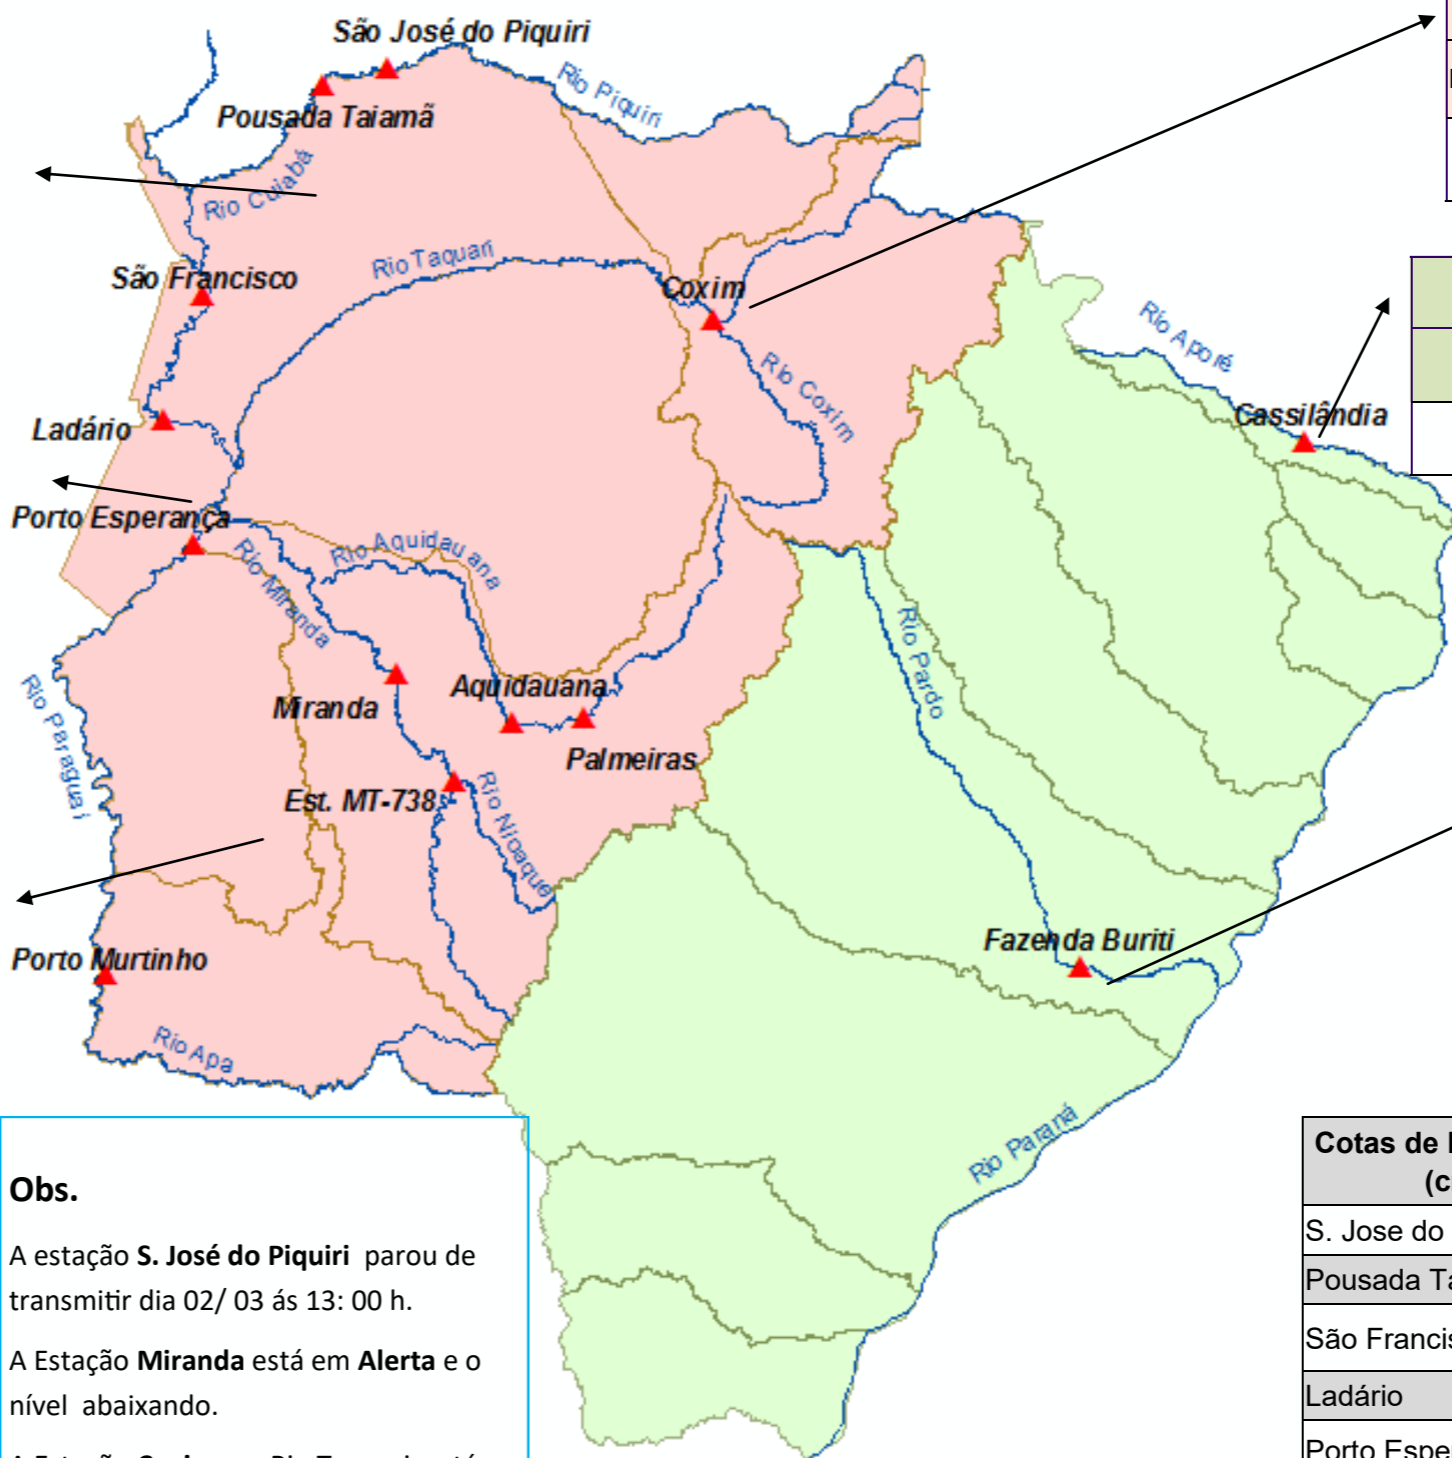 São José do Piquiri
Rio Piquiri
Pousada Taiamã
Rio Cuiabá
Rio Taquari
São Francisco
Coxim
Rio Aporé
Rio Coxim
Cassilândia
Ladário
Porto Esperança
Rio Aquidauana
Rio Miranda
Rio Pardo
Rio Paraguai
Aquidauana
Miranda
Palmeiras
Est. MT-738
Rio Nioaque
Fazenda Buriti
Porto Murtinho
Rio Apa
Rio Paraná
Obs.
A estação S. José do Piquiri parou de
transmitir dia 02/ 03 ás 13: 00 h.
A Estação Miranda está em Alerta e o
nível abaixando.
Cotas de
S. Jose do
Pousada
Ladário
Porto